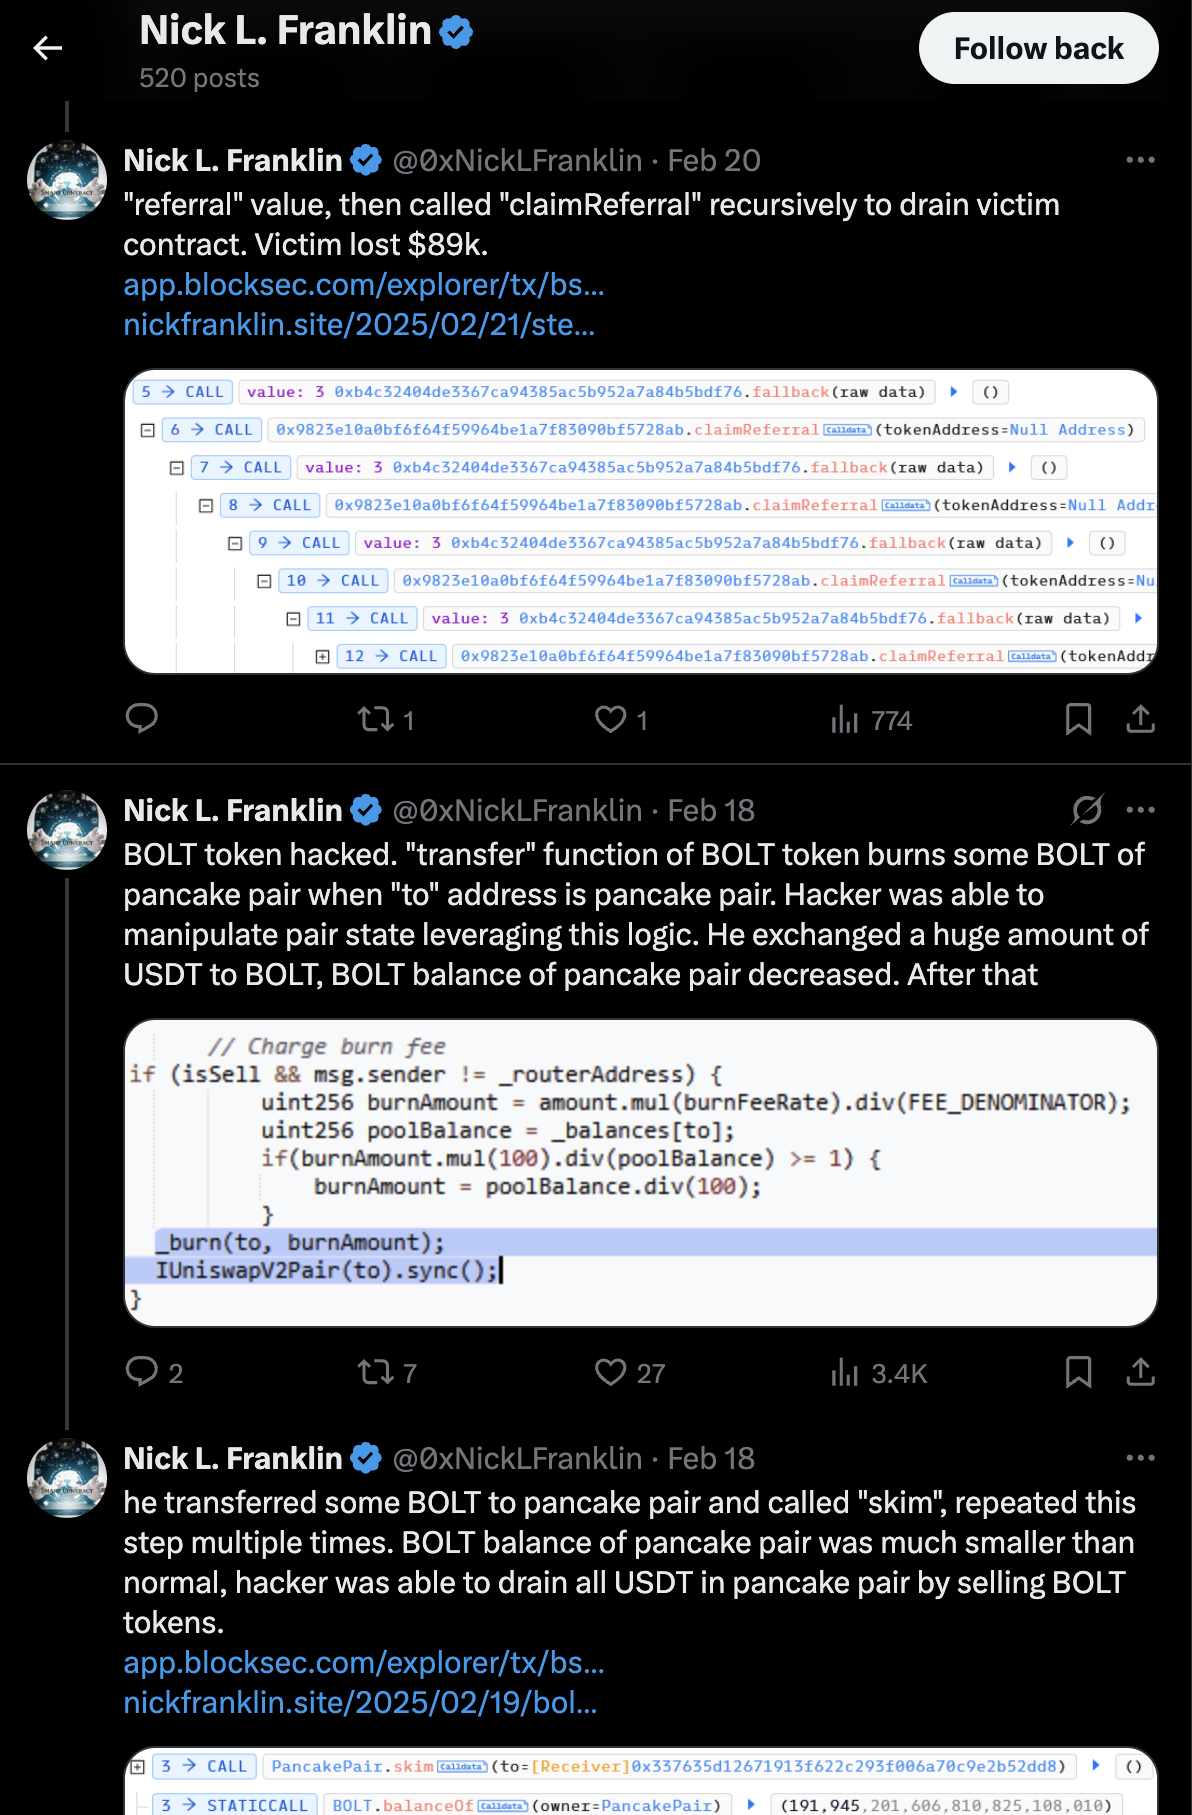 Nick L. Franklin
520 posts
Follow back
Nick L. Franklin @0xNickLFranklin · Feb 20
"referral" value, then called "claimReferral" recursively to drain victim
contract. Victim lost $89k.
app.blocksec.com/explorer/tx/bs...
nickfranklin.site/2025/02/21/ste...
5 → CALL value: 3 0xb4c32404de3367ca94385ac5b952a7a84b5bdf76.fallback(raw data) ()
6 → CALL 0x9823e10a0bf6f64f59964be1a7f83090bf5728ab.claimReferral Calldata (tokenAddress=Null Address)
7 → CALL value: 3 0xb4c32404de3367ca94385ac5b952a7a84b5bdf76.fallback(raw data) ()
8 → CALL 0x9823e10a0bf6f64f59964be1a7f83090bf5728ab.claimReferral Calldata (tokenAddress=Null Addr
9 → CALL value: 3 0xb4c32404de3367ca94385ac5b952a7a84b5bdf76.fallback(raw data) ()
10 → CALL 0x9823e10a0bf6f64f59964be1a7f83090bf5728ab.claimReferral Calldata (tokenAddress=Nu
11 → CALL value: 3 0xb4c32404de3367ca94385ac5b952a7a84b5bdf76.fallback(raw data)
12 → CALL 0x9823e10a0bf6f64f59964be1a7f83090bf5728ab.claimReferral Calldata (tokenAddr
1 1 774
Nick L. Franklin @0xNickLFranklin · Feb 18
SMART CONTRACT
BOLT token hacked. "transfer" function of BOLT token burns some BOLT of
pancake pair when "to" address is pancake pair. Hacker was able to
manipulate pair state leveraging this logic. He exchanged a huge amount of
USDT to BOLT, BOLT balance of pancake pair decreased. After that
// Charge burn fee
if (isSell && msg.sender != _routerAddress) {
uint256 burnAmount = amount.mul(burnFeeRate).div(FEE_DENOMINATOR);
uint256 poolBalance = _balances[to];
if(burnAmount.mul(100).div(poolBalance) >= 1) {
burnAmount = poolBalance.div(100);
}
_burn(to, burnAmount);
IUniswapV2Pair(to).sync();
}
2 7 27 3.4K
Nick L. Franklin @0xNickLFranklin · Feb 18
SMART CONTRACT
he transferred some BOLT to pancake pair and called "skim", repeated this
step multiple times. BOLT balance of pancake pair was much smaller than
normal, hacker was able to drain all USDT in pancake pair by selling BOLT
tokens.
app.blocksec.com/explorer/tx/bs...
nickfranklin.site/2025/02/19/bol...
3 → CALL PancakePair.skim Calldata (to=[Receiver]0x337635d12671913f622c293f006a70c9e2b52dd8) ()
3 → STATICCALL BOLT.balanceOf Calldata (owner=PancakePair) (191,945,201,606,810,825,108,010)